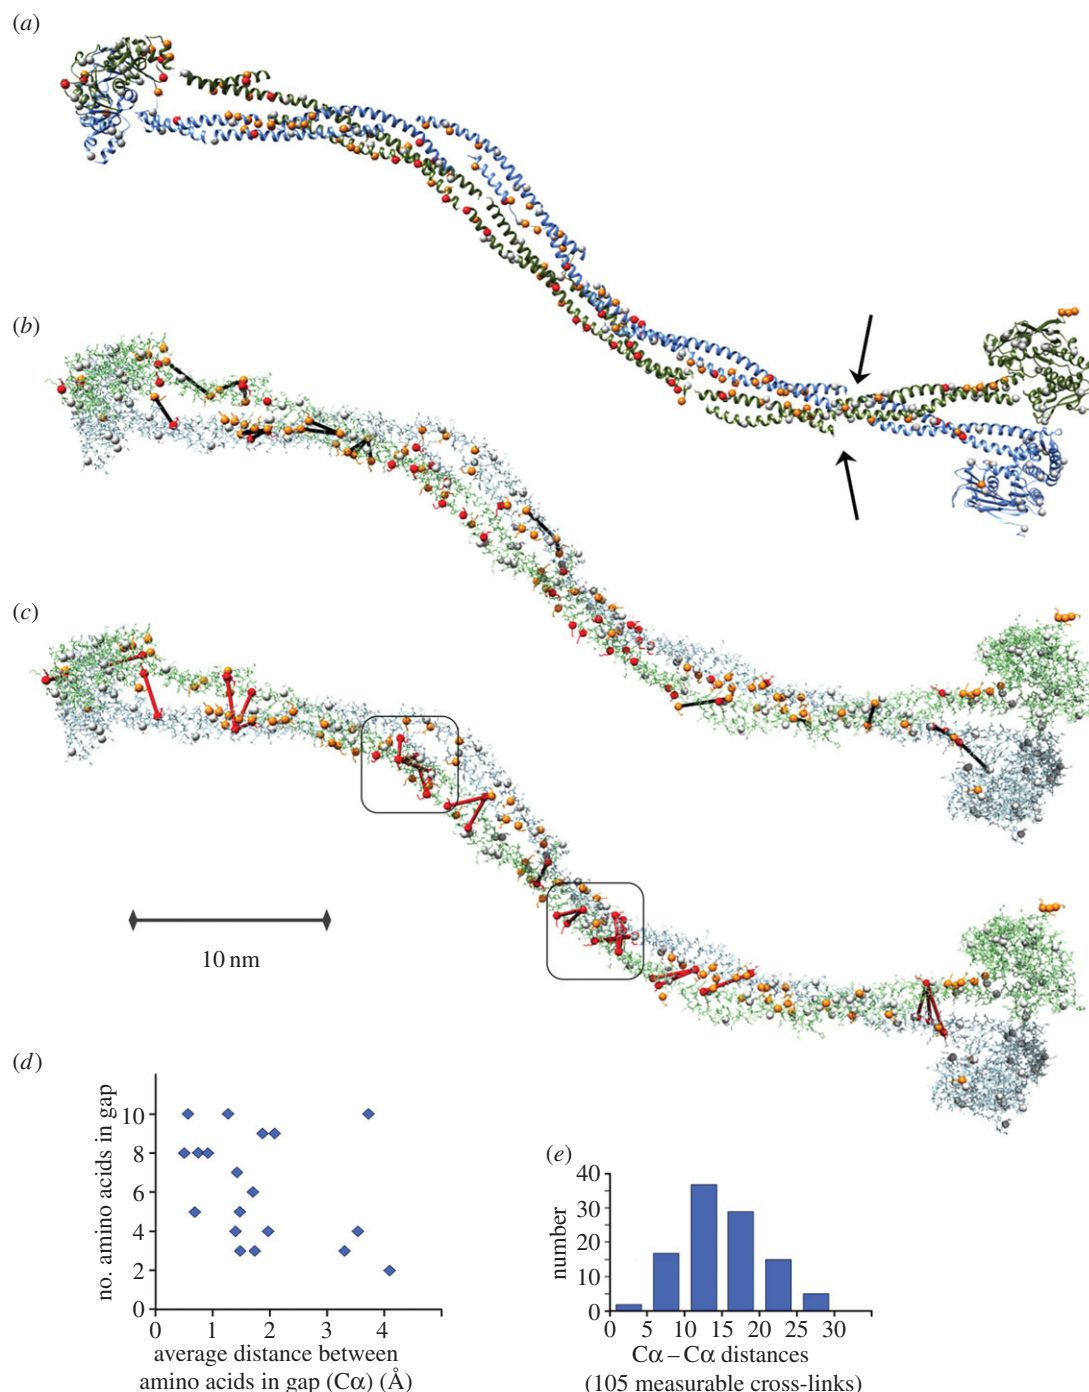 (a)
(b)
(c)
10 nm
(d)
no. amino acids in gap
10
8
6
4
2
0
0 1 2 3 4
average distance between
amino acids in gap (Cα) (Å)
(e)
number
40
30
20
10
0
0 5 10 15 20 25 30
Cα – Cα distances
(105 measurable cross-links)